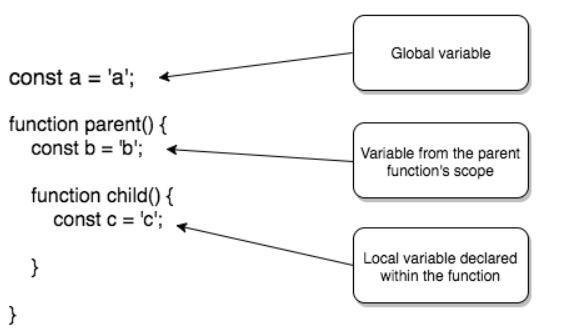 Global variable
const a = 'a';
function parent() {
const b = 'b';
Variable from the parent
function's scope
function child() {
const c = 'c';
Local variable declared
within the function
}
}